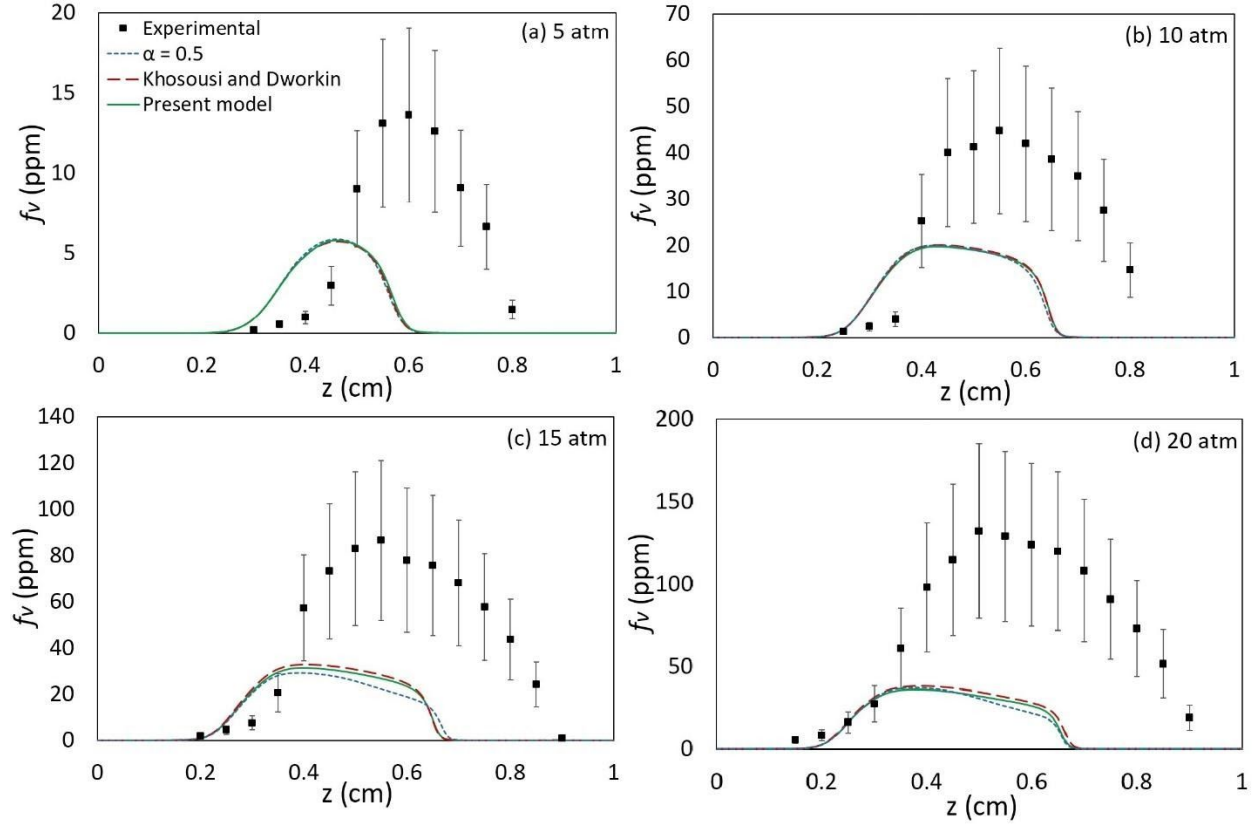 20
15
10
5
0
fv (ppm)
(a) 5 atm
Experimental
α = 0.5
Khosousi and Dworkin
Present model
0 0.2 0.4 0.6 0.8 1
z (cm)
70
60
50
40
30
20
10
0
fv (ppm)
(b) 10 atm
0 0.2 0.4 0.6 0.8 1
z (cm)
140
120
100
80
60
40
20
0
fv (ppm)
(c) 15 atm
0 0.2 0.4 0.6 0.8 1
z (cm)
200
150
100
50
0
fv (ppm)
(d) 20 atm
0 0.2 0.4 0.6 0.8 1
z (cm)